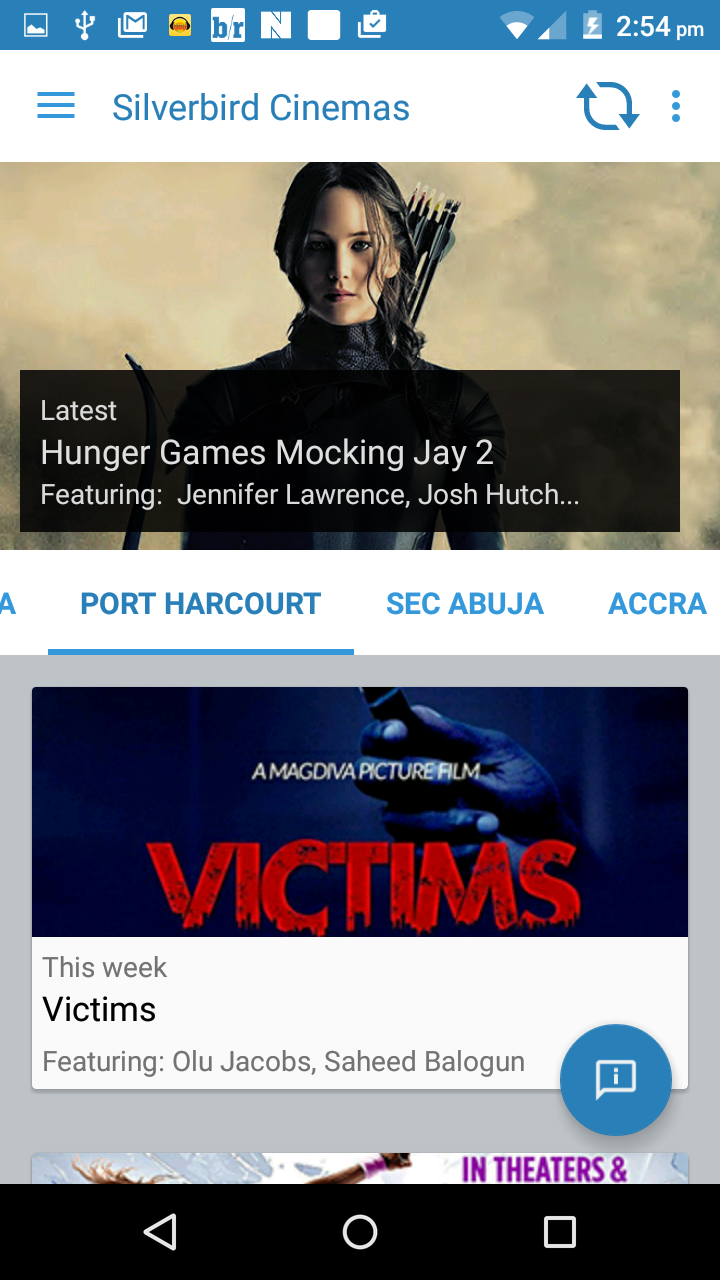 b/r
2:54 pm
Silverbird Cinemas
Latest
Hunger Games Mocking Jay 2
Featuring:  Jennifer Lawrence, Josh Hutch...
A
PORT HARCOURT
SEC ABUJA
ACCRA
A MAGDIVA PICTURE FILM
VICTIMS
This week
Victims
Featuring: Olu Jacobs, Saheed Balogun
IN THEATERS &